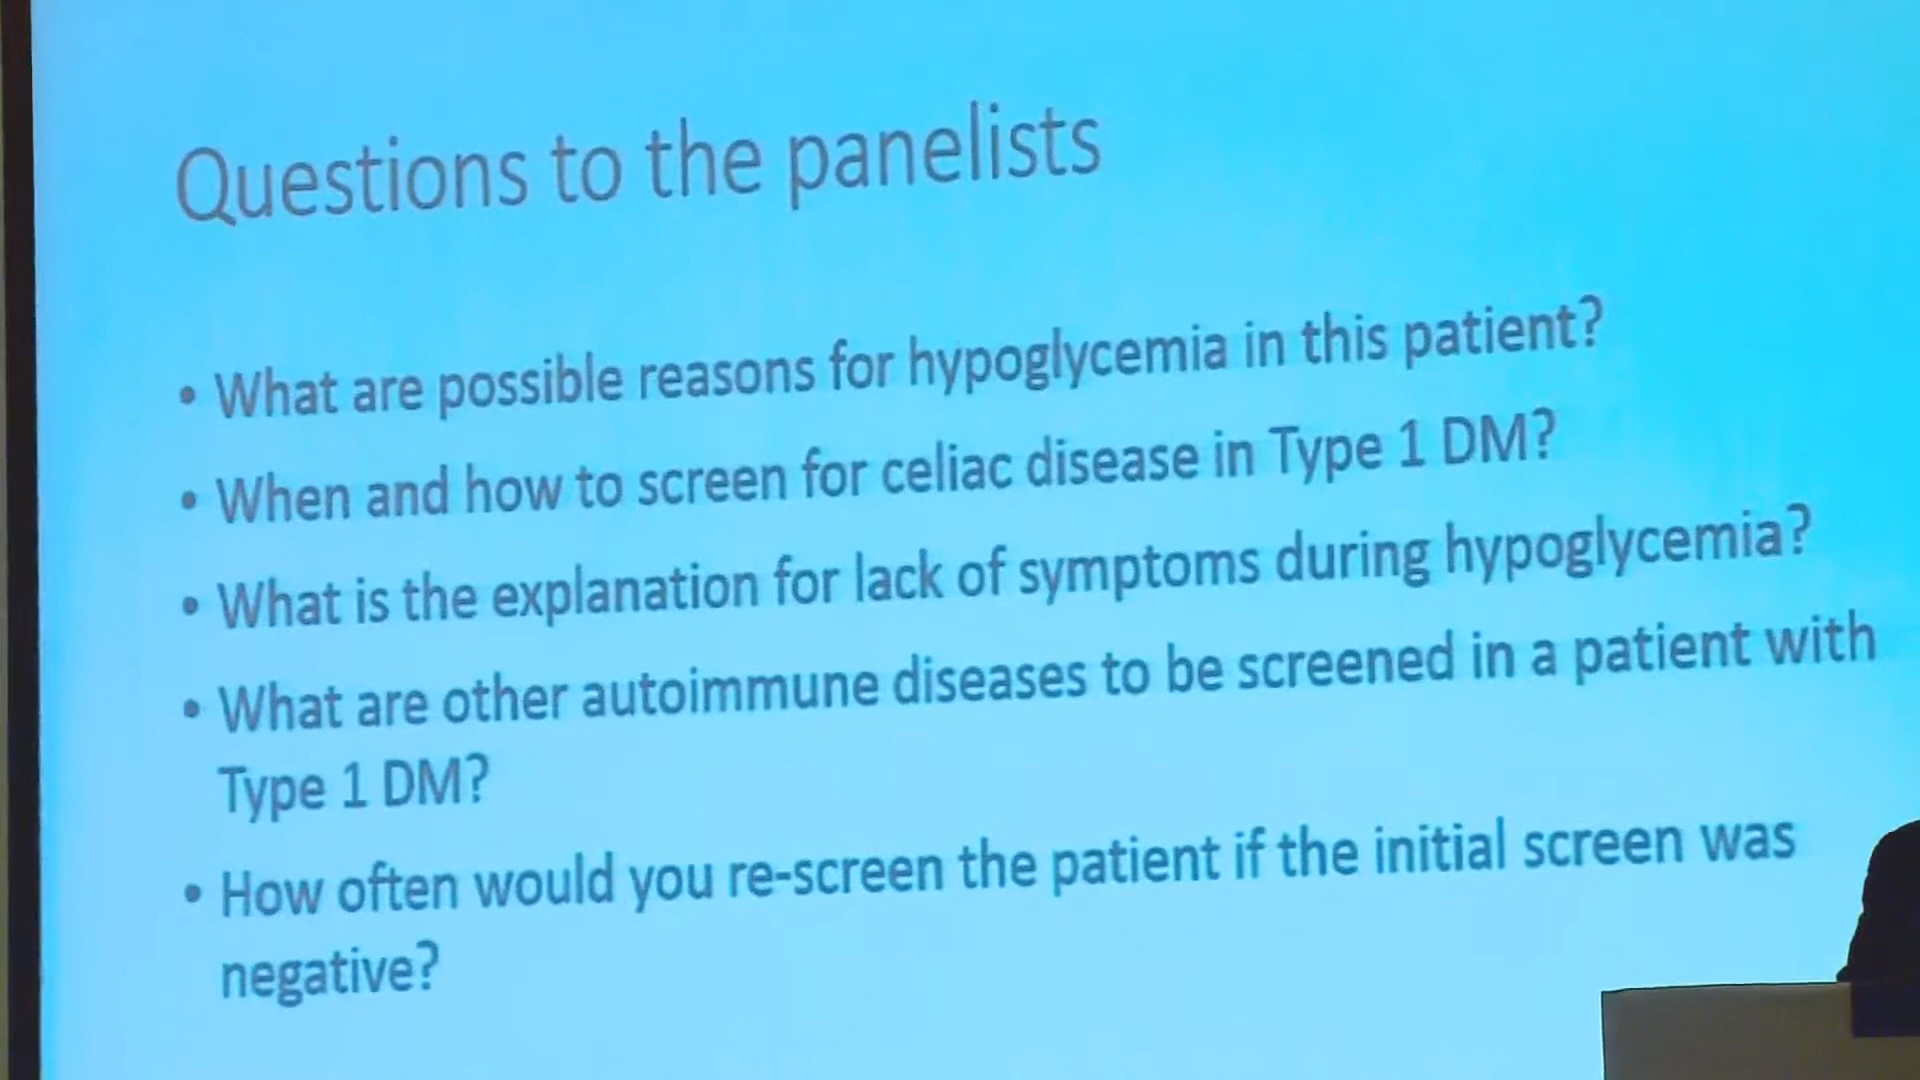 Questions to the panelists
• What are possible reasons for hypoglycemia in this patient?
• When and how to screen for celiac disease in Type 1 DM?
• What is the explanation for lack of symptoms during hypoglycemia?
• What are other autoimmune diseases to be screened in a patient with
Type 1 DM?
• How often would you re-screen the patient if the initial screen was
negative?